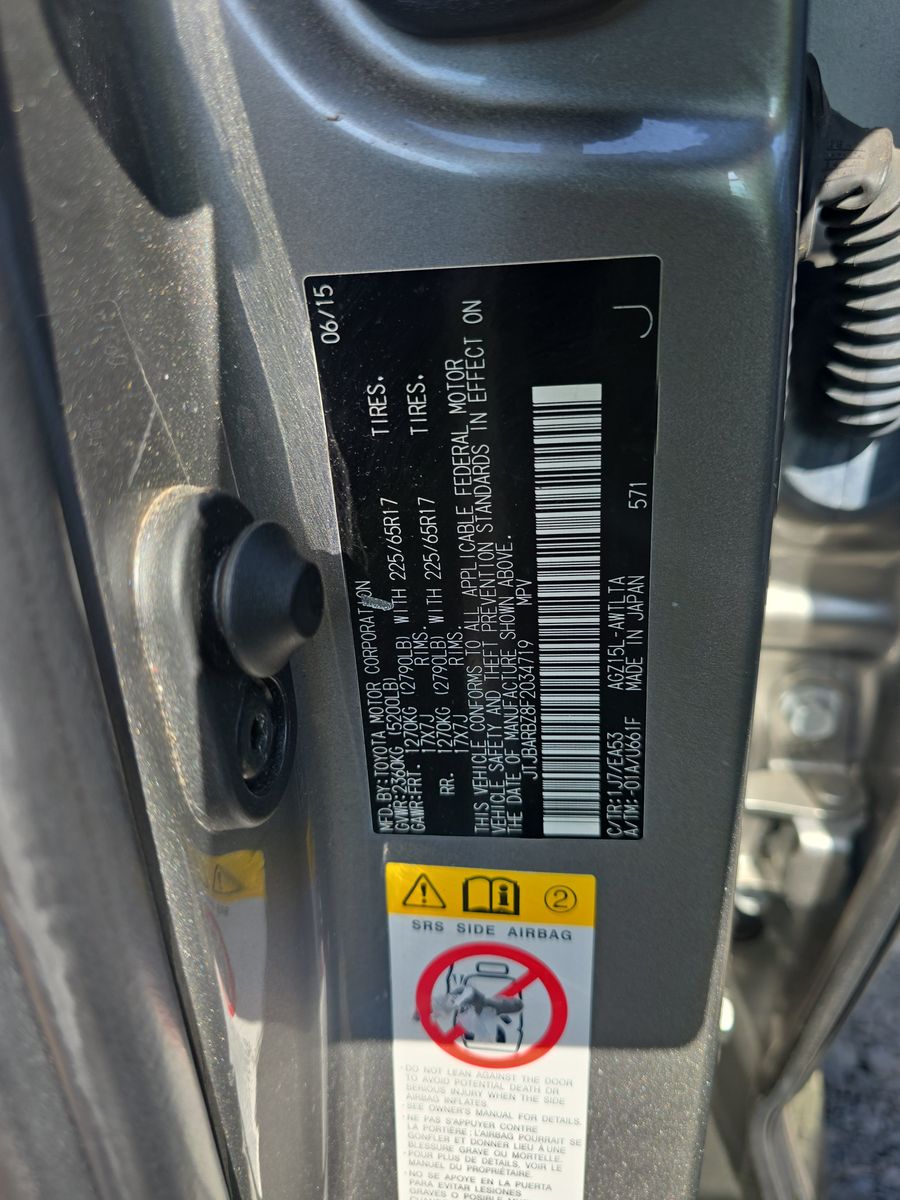 06/15
MFD.BY:TOYOTA MOTOR CORPORATION
GVWR:2360KG (5200LB)
GAWR:FRT. 1270KG (2790LB) WITH 225/65R17 TIRES.
17X7J RIMS.
RR. 1270KG (2790LB) WITH 225/65R17 TIRES.
17X7J RIMS.
THIS VEHICLE CONFORMS TO ALL APPLICABLE FEDERAL MOTOR
VEHICLE SAFETY AND THEFT PREVENTION STANDARDS IN EFFECT ON
THE DATE OF MANUFACTURE SHOWN ABOVE.
JTJBARBZ8F2034719 MPV
J
C/TR:1J7/EA53 AGZ15L-AWTLTA 571
A/TM:-01A/U661F MADE IN JAPAN
2
SRS SIDE AIRBAG
·DO NOT LEAN AGAINST THE DOOR
TO AVOID POTENTIAL DEATH OR
SERIOUS INJURY WHEN THE SIDE
AIRBAG INFLATES.
·SEE OWNER'S MANUAL FOR DETAILS.
·NE PAS S'APPUYER CONTRE
LA PORTIÈRE; L'AIRBAG POURRAIT SE
GONFLER ET DONNER LIEU À UNE
BLESSURE GRAVE OU MORTELLE.
·POUR PLUS DE DÉTAILS, VOIR LE
MANUEL DU PROPRIÉTAIRE.
·NO SE APOYE EN LA PUERTA
PARA EVITAR LESIONES